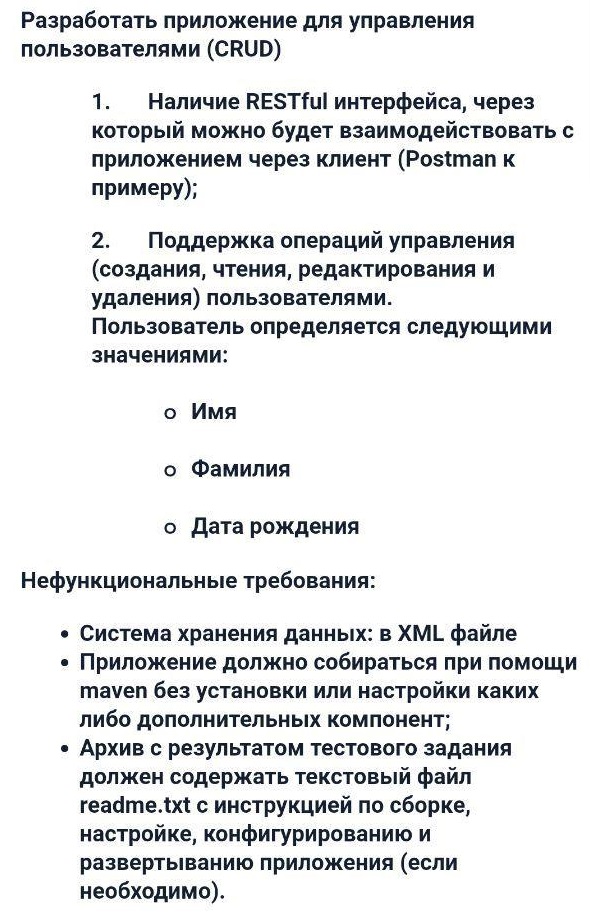 Разработать приложение для управления
пользователями (CRUD)
1. Наличие RESTful интерфейса, через
который можно будет взаимодействовать с
приложением через клиент (Postman к
примеру);
2. Поддержка операций управления
(создания, чтения, редактирования и
удаления) пользователями.
Пользователь определяется следующими
значениями:
o Имя
o Фамилия
o Дата рождения
Нефункциональные требования:
• Система хранения данных: в XML файле
• Приложение должно собираться при помощи
maven без установки или настройки каких
либо дополнительных компонент;
• Архив с результатом тестового задания
должен содержать текстовый файл
readme.txt с инструкцией по сборке,
настройке, конфигурированию и
развертыванию приложения (если
необходимо).